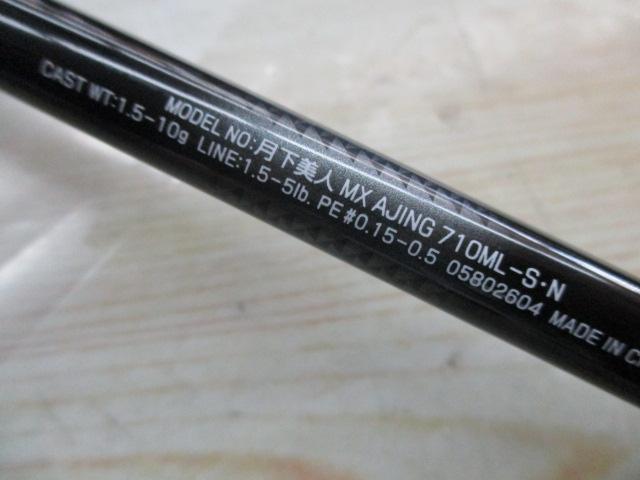 MODEL NO:月下美人 MX AJING 710ML-S・N
CAST WT:1.5-10g LINE:1.5-5lb. PE#0.15-0.5 05802604 MADE IN